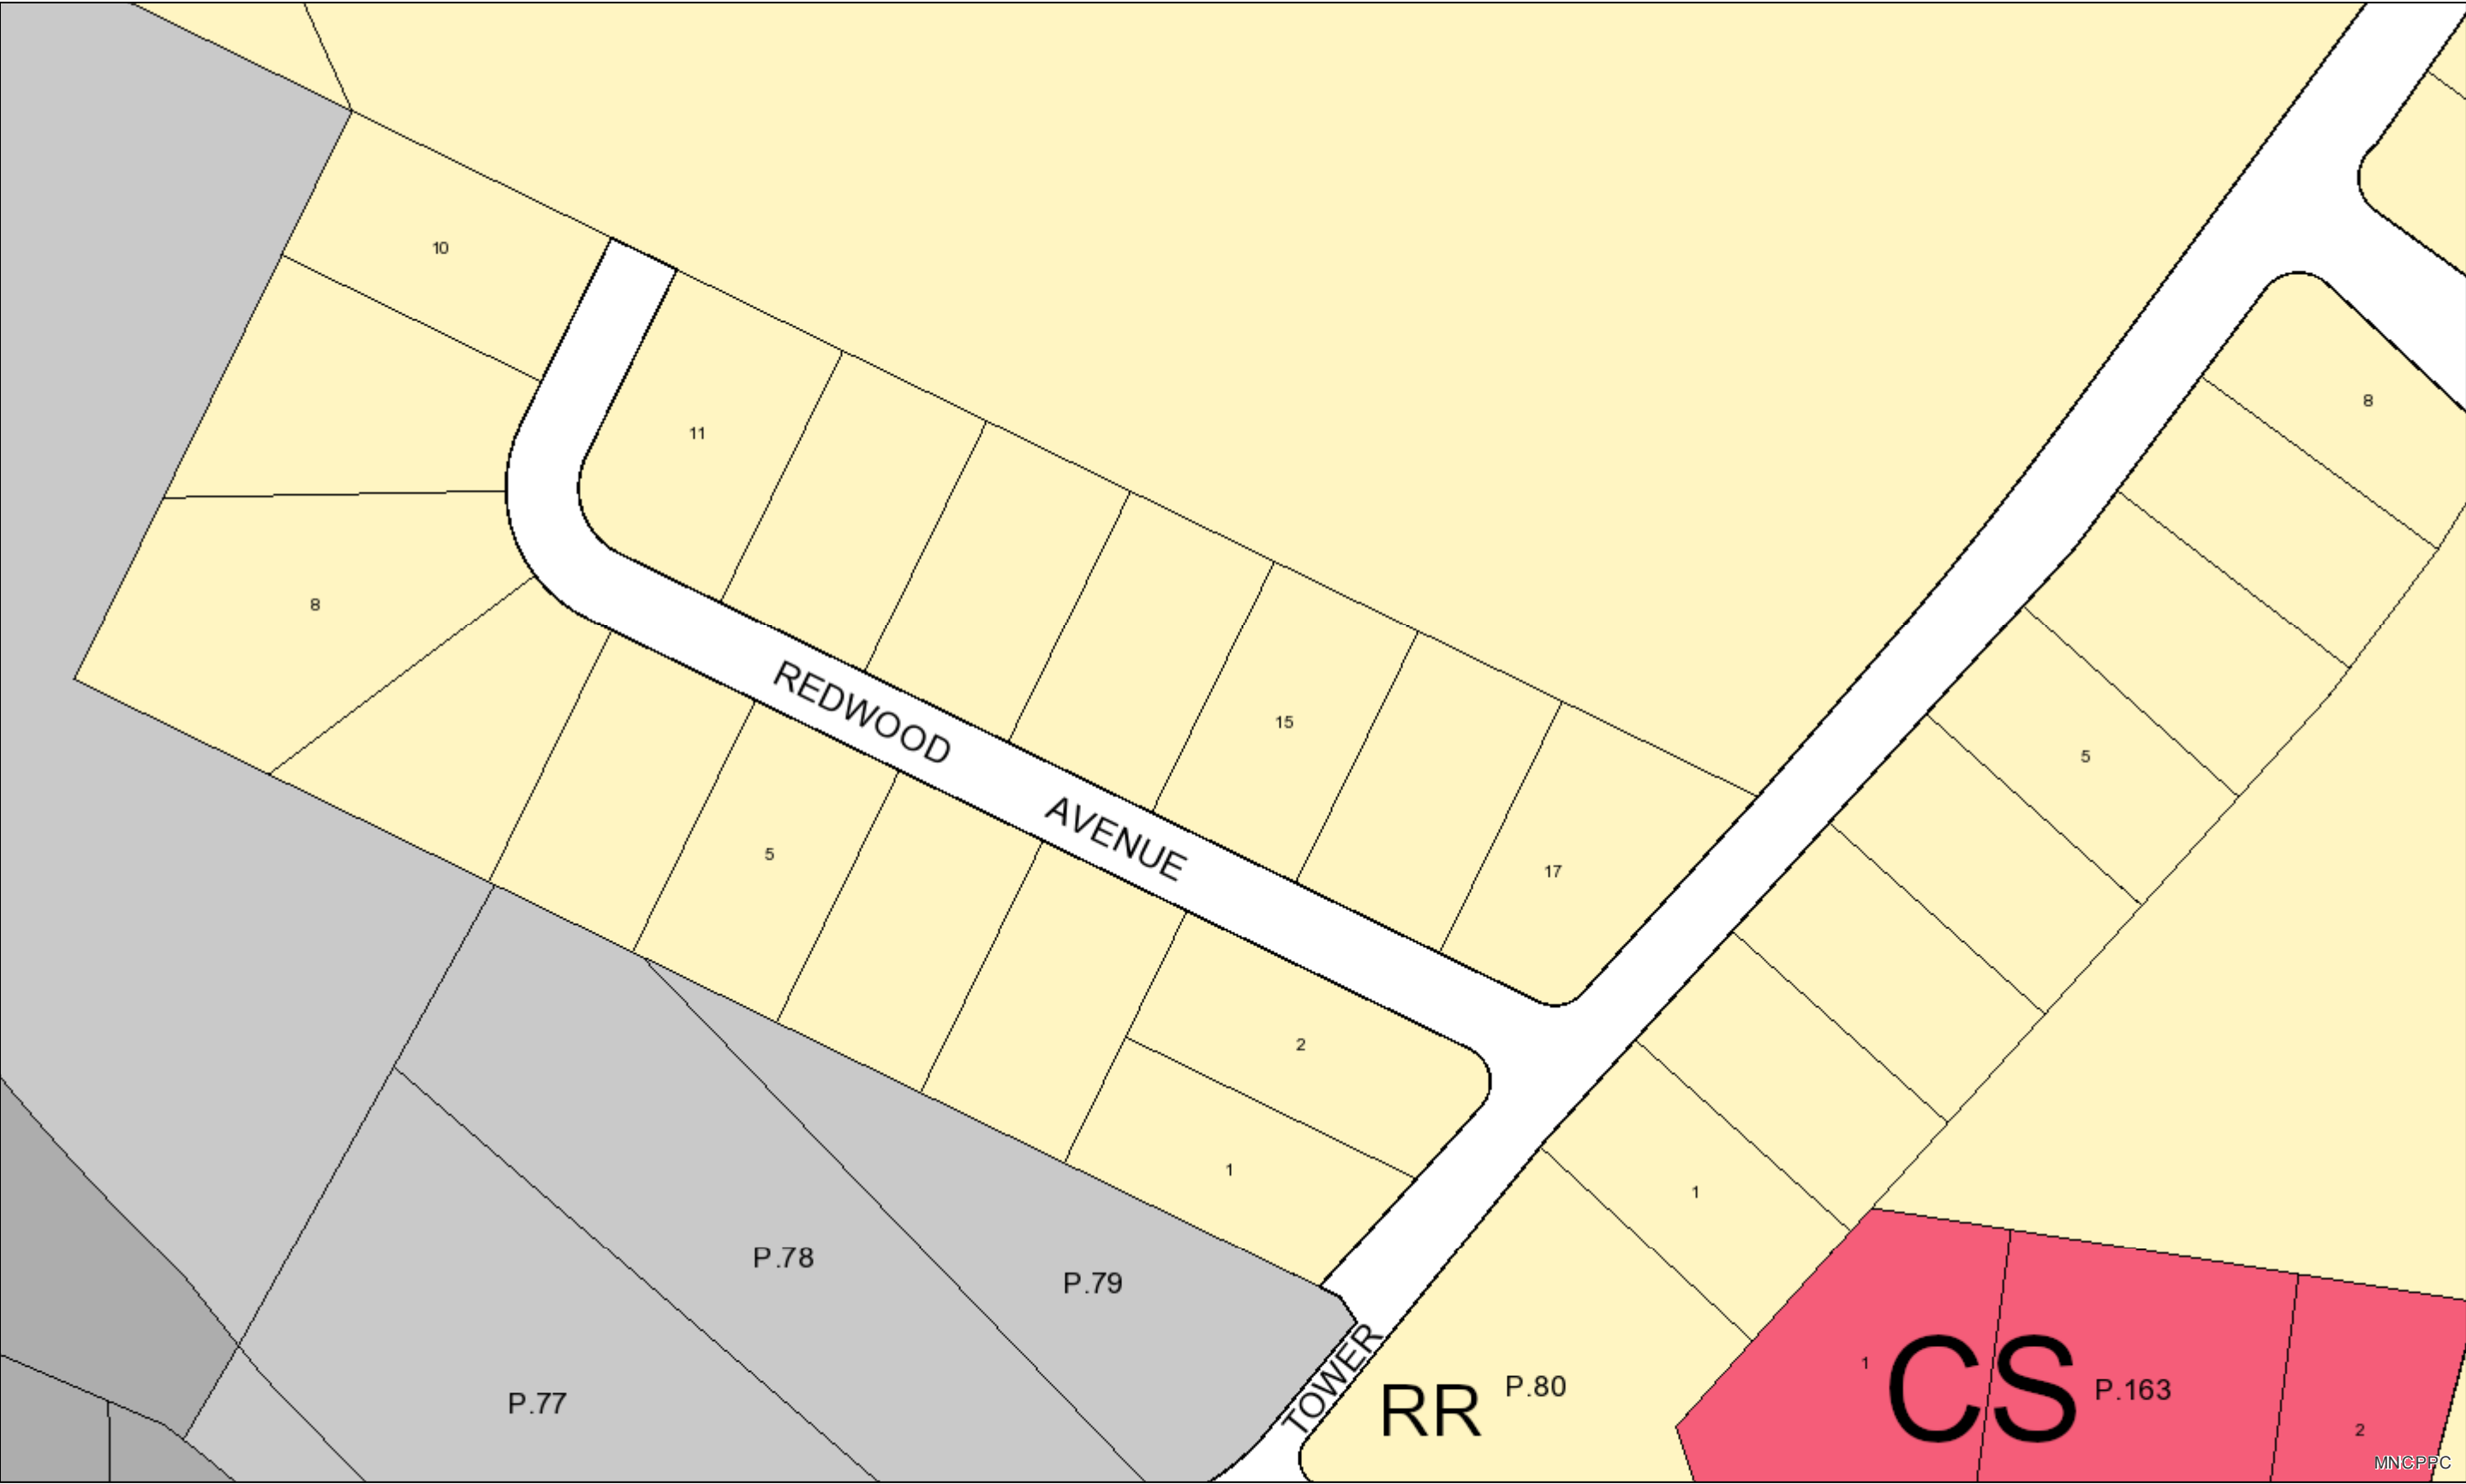 10
8
11
8
REDWOOD
15
5
AVENUE
5
17
2
1
1
P.78
P.79
TOWER
1
RR
P.80
CS
P.163
P.77
2
MNCPPC